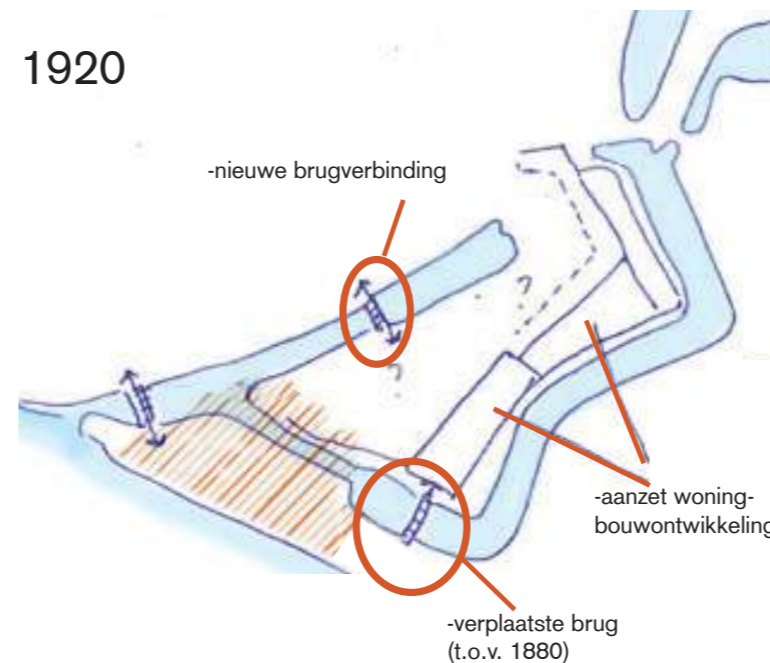 1920
-nieuwe brugverbinding
?
?
-aanzet woning-
bouwontwikkeling
-verplaatste brug
(t.o.v. 1880)